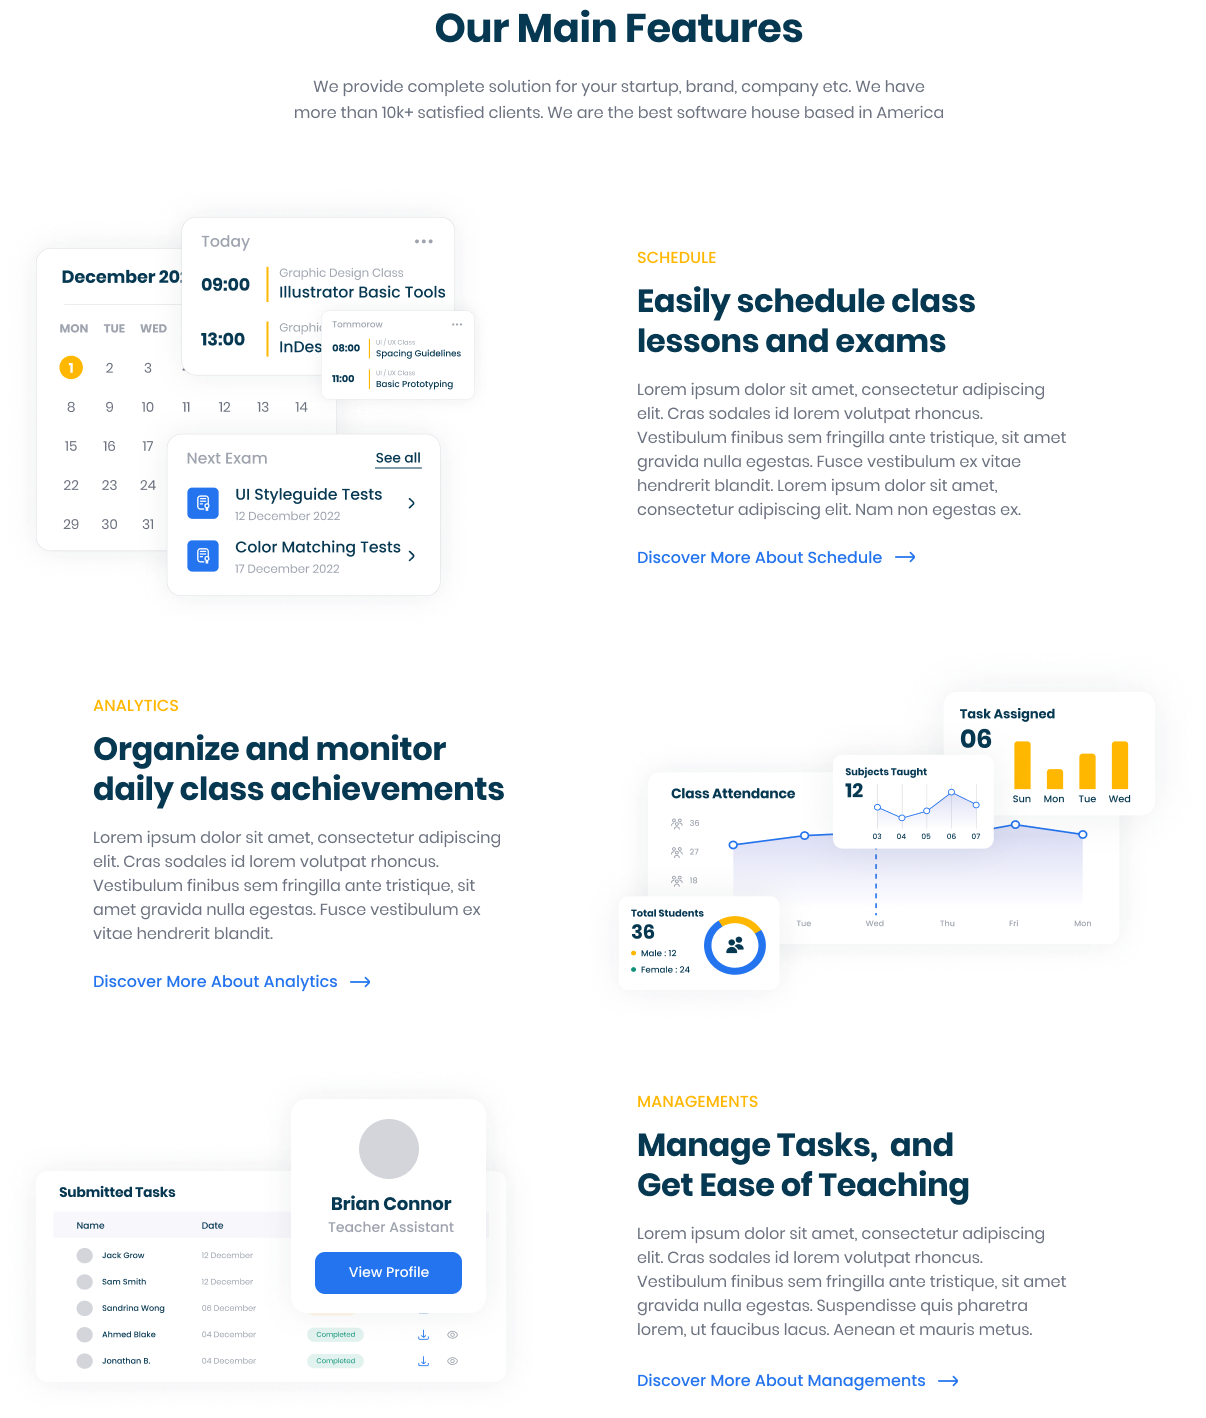 Our Main Features
We provide complete solution for your startup, brand, company etc. We have
more than 10k+ satisfied clients. We are the best software house based in America
December
MON TUE WED
1 2 3
8 9 10 11 12 13 14
15 16 17
22 23 24
29 30 31
Today
09:00 Graphic Design Class
Illustrator Basic Tools
13:00
Tommorow
08:00 UI / UX Class
Spacing Guidelines
11:00 UI / UX Class
Basic Prototyping
Next Exam See all
UI Styleguide Tests
12 December 2022
Color Matching Tests
17 December 2022
SCHEDULE
Easily schedule class
lessons and exams
Lorem ipsum dolor sit amet, consectetur adipiscing
elit. Cras sodales id lorem volutpat rhoncus.
Vestibulum finibus sem fringilla ante tristique, sit amet
gravida nulla egestas. Fusce vestibulum ex vitae
hendrerit blandit. Lorem ipsum dolor sit amet,
consectetur adipiscing elit. Nam non egestas ex.
Discover More About Schedule
ANALYTICS
Organize and monitor
daily class achievements
Lorem ipsum dolor sit amet, consectetur adipiscing
elit. Cras sodales id lorem volutpat rhoncus.
Vestibulum finibus sem fringilla ante tristique, sit
amet gravida nulla egestas. Fusce vestibulum ex
vitae hendrerit blandit.
Discover More About Analytics
Task Assigned
06
Sun Mon Tue Wed
Subjects Taught
12
03 04 05 06 07
Class Attendance
36
27
18
Tue Wed Thu Fri Mon
Total Students
36
Male : 12
Female : 24
Brian Connor
Teacher Assistant
View Profile
Submitted Tasks
Name Date
Jack Grow 12 December
Sam Smith 12 December
Sandrina Wong 06 December
Ahmed Blake 04 December Completed
Jonathan B. 04 December Completed
MANAGEMENTS
Manage Tasks, and
Get Ease of Teaching
Lorem ipsum dolor sit amet, consectetur adipiscing
elit. Cras sodales id lorem volutpat rhoncus.
Vestibulum finibus sem fringilla ante tristique, sit amet
gravida nulla egestas. Suspendisse quis pharetra
lorem, ut faucibus lacus. Aenean et mauris metus.
Discover More About Managements